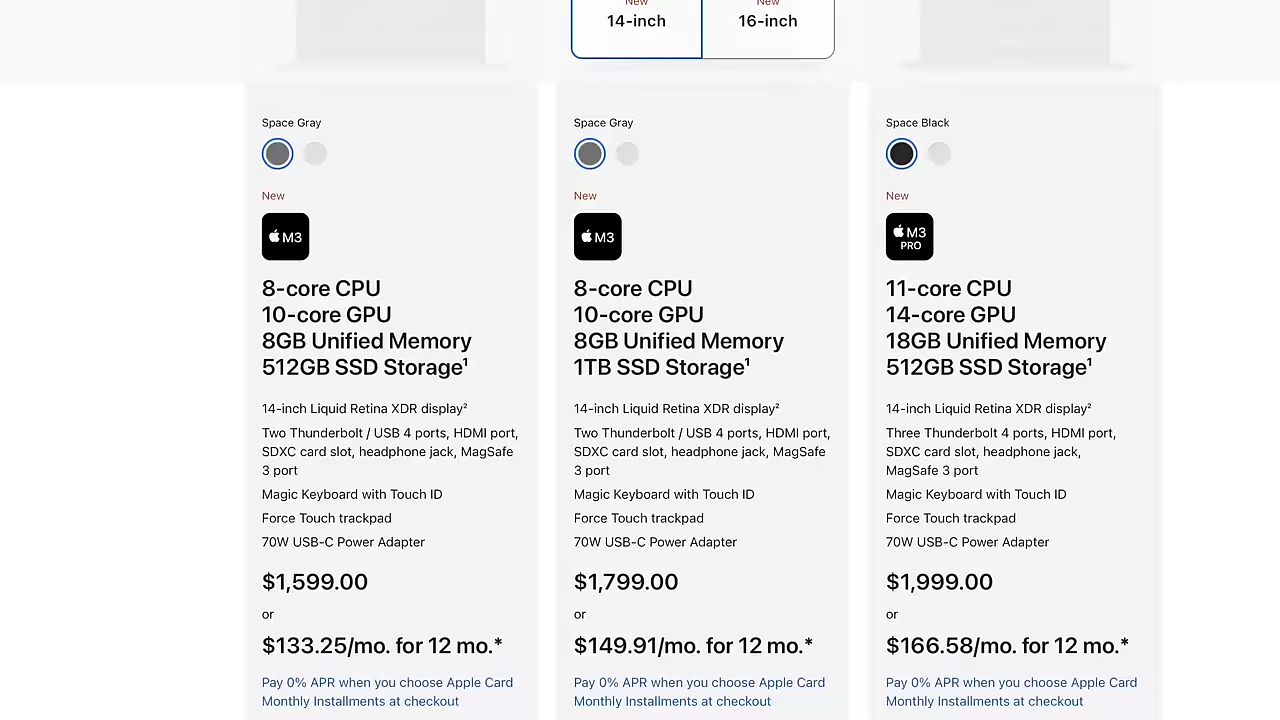 New
New
14-inch
16-inch
Space Gray
New
M3
8-core CPU
10-core GPU
8GB Unified Memory
512GB SSD Storage¹
14-inch Liquid Retina XDR display²
Two Thunderbolt / USB 4 ports, HDMI port,
SDXC card slot, headphone jack, MagSafe
3 port
Magic Keyboard with Touch ID
Force Touch trackpad
70W USB-C Power Adapter
$1,599.00
or
$133.25/mo. for 12 mo.*
Pay 0% APR when you choose Apple Card
Monthly Installments at checkout
Space Gray
New
M3
8-core CPU
10-core GPU
8GB Unified Memory
1TB SSD Storage¹
14-inch Liquid Retina XDR display²
Two Thunderbolt / USB 4 ports, HDMI port,
SDXC card slot, headphone jack, MagSafe
3 port
Magic Keyboard with Touch ID
Force Touch trackpad
70W USB-C Power Adapter
$1,799.00
or
$149.91/mo. for 12 mo.*
Pay 0% APR when you choose Apple Card
Monthly Installments at checkout
Space Black
New
M3
PRO
11-core CPU
14-core GPU
18GB Unified Memory
512GB SSD Storage¹
14-inch Liquid Retina XDR display²
Three Thunderbolt 4 ports, HDMI port,
SDXC card slot, headphone jack,
MagSafe 3 port
Magic Keyboard with Touch ID
Force Touch trackpad
70W USB-C Power Adapter
$1,999.00
or
$166.58/mo. for 12 mo.*
Pay 0% APR when you choose Apple Card
Monthly Installments at checkout